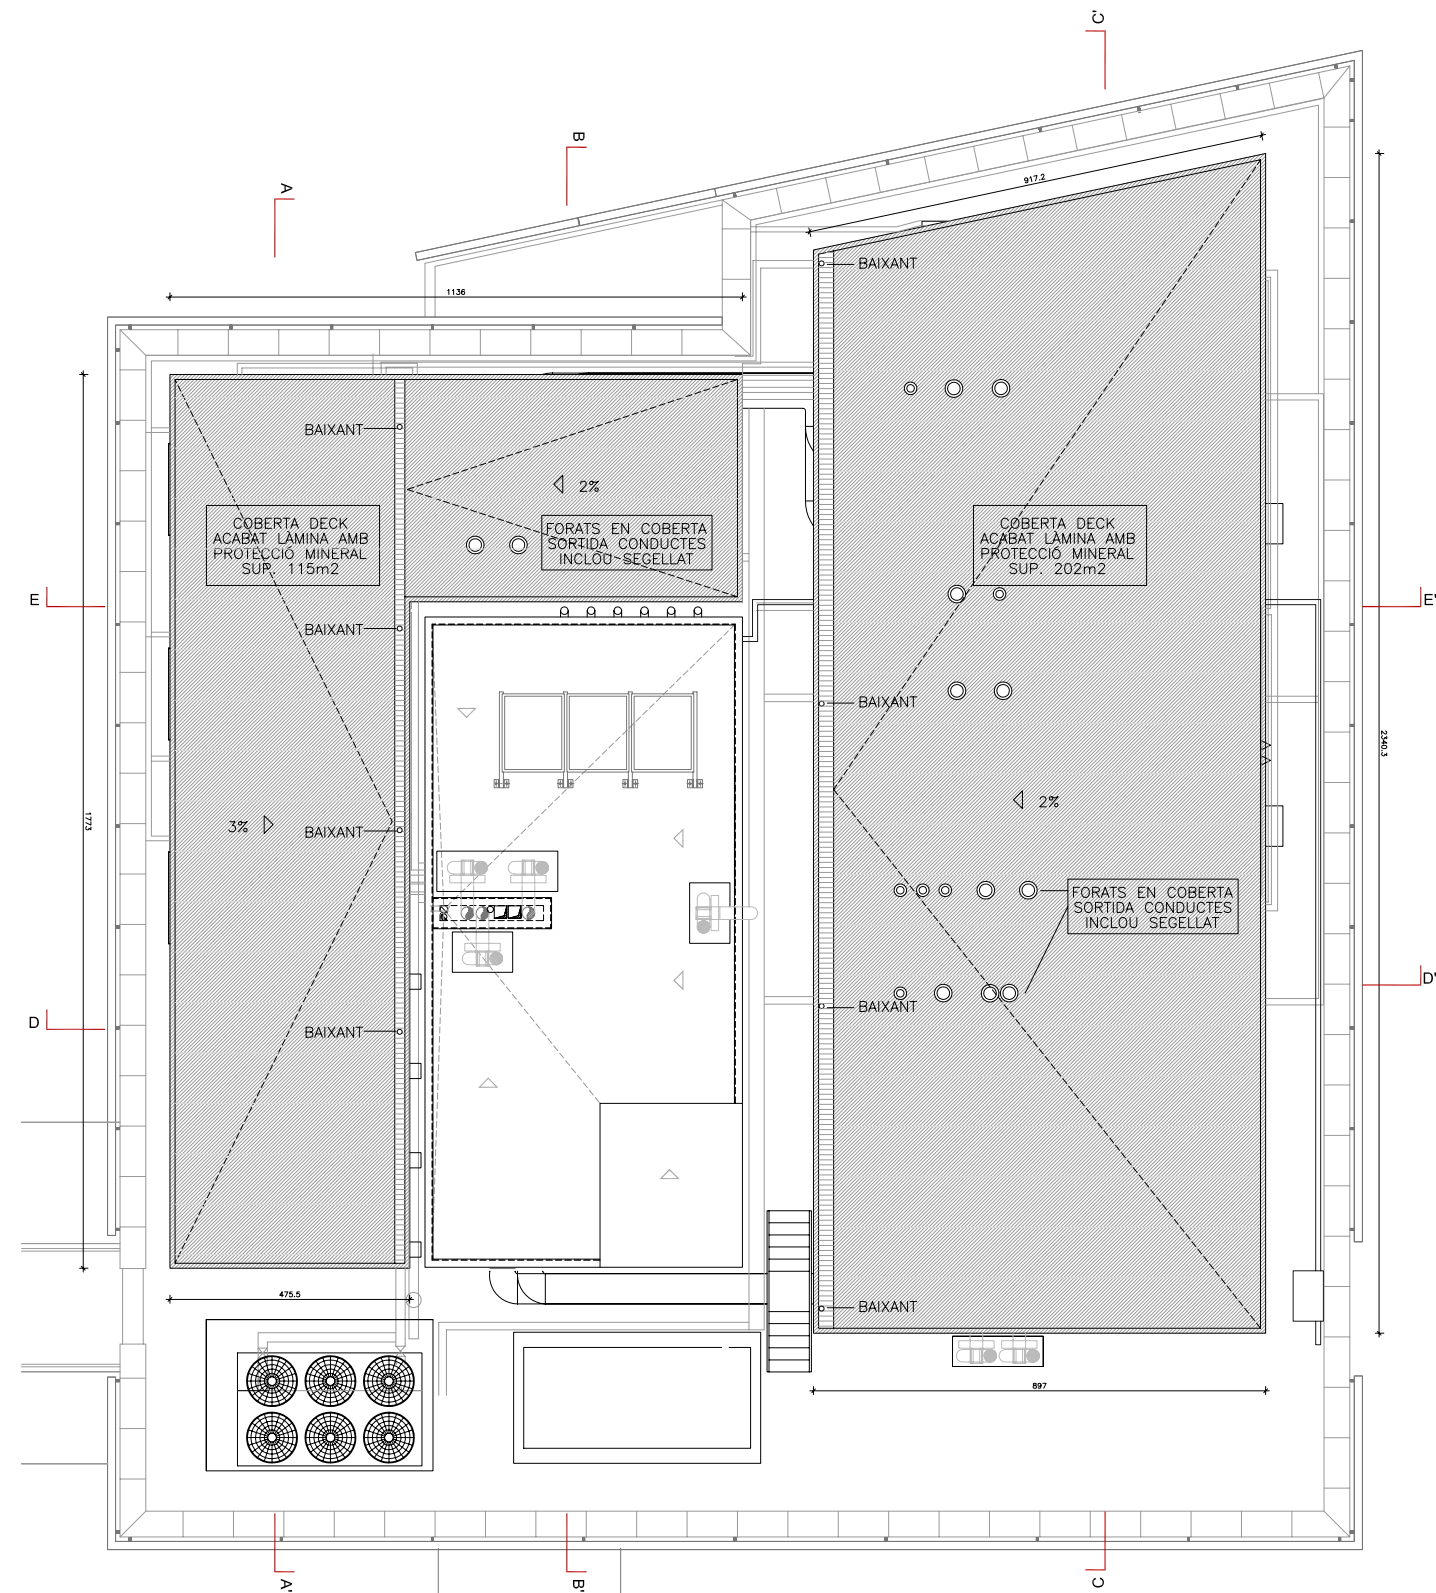 C'
B
A
917.2
BAIXANT
1136
BAIXANT
2%
COBERTA DECK
ACABAT LÀMINA AMB
PROTECCIÓ MINERAL
SUP. 115m2
FORATS EN COBERTA
SORTIDA CONDUCTES
INCLOU SEGELLAT
COBERTA DECK
ACABAT LÀMINA AMB
PROTECCIÓ MINERAL
SUP. 202m2
E
E'
BAIXANT
BAIXANT
2340.3
2%
1773
3%
BAIXANT
FORATS EN COBERTA
SORTIDA CONDUCTES
INCLOU SEGELLAT
D'
BAIXANT
D
BAIXANT
475.5
BAIXANT
897
A'
B'
C